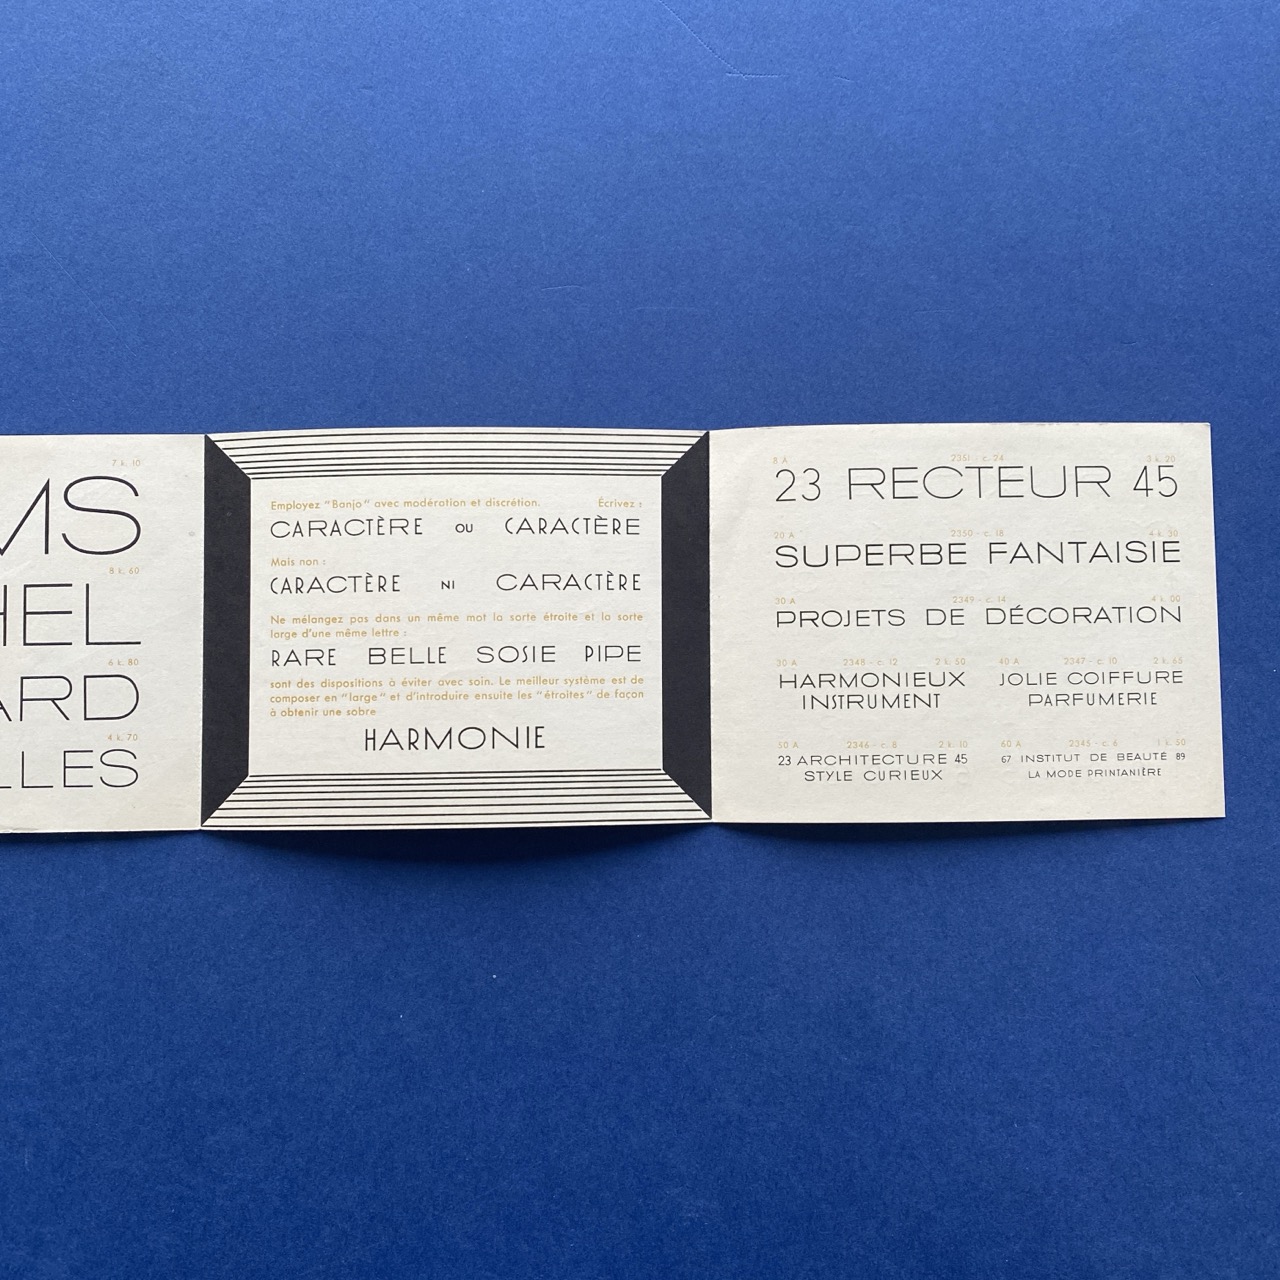 7 k. 10
MS
8 k. 60
HEL
6 k. 80
ARD
4 k. 70
LLES
Employez "Banjo" avec modération et discrétion. Écrivez :
CARACTÈRE OU CARACTÈRE
Mais non :
CARACTÈRE NI CARACTÈRE
Ne mélangez pas dans un même mot la sorte étroite et la sorte
large d'une même lettre :
RARE BELLE SOSIE PIPE
sont des dispositions à éviter avec soin. Le meilleur système est de
composer en "large" et d'introduire ensuite les "étroites" de façon
à obtenir une sobre
HARMONIE
8 A 2351 - c. 24 3 k. 20
23 RECTEUR 45
20 A 2350 - c. 18 4 k. 30
SUPERBE FANTAISIE
30 A 2349 - c. 14 4 k. 00
PROJETS DE DÉCORATION
30 A 2348 - c. 12 2 k. 50
HARMONIEUX
INSTRUMENT
40 A 2347 - c. 10 2 k. 65
JOLIE COIFFURE
PARFUMERIE
50 A 2346 - c. 8 2 k. 10
23 ARCHITECTURE 45
STYLE CURIEUX
60 A 2345 - c. 6 1 k. 50
67 INSTITUT DE BEAUTÉ 89
LA MODE PRINTANIÈRE